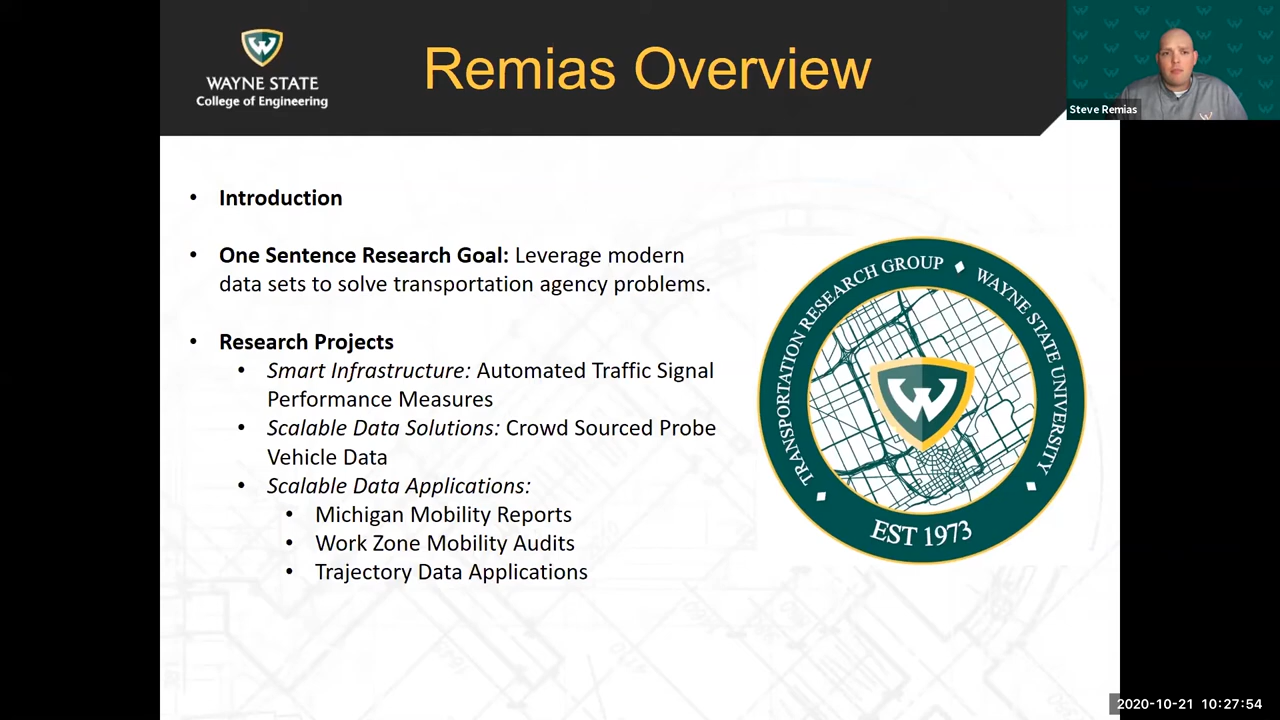 WAYNE STATE
College of Engineering
Remias Overview
Steve Remias
• Introduction
• One Sentence Research Goal: Leverage modern
data sets to solve transportation agency problems.
• Research Projects
• Smart Infrastructure: Automated Traffic Signal
Performance Measures
• Scalable Data Solutions: Crowd Sourced Probe
Vehicle Data
• Scalable Data Applications:
• Michigan Mobility Reports
• Work Zone Mobility Audits
• Trajectory Data Applications
TRANSPORTATION RESEARCH GROUP ♦ WAYNE STATE UNIVERSITY ♦
EST 1973
2020-10-21 10:27:54